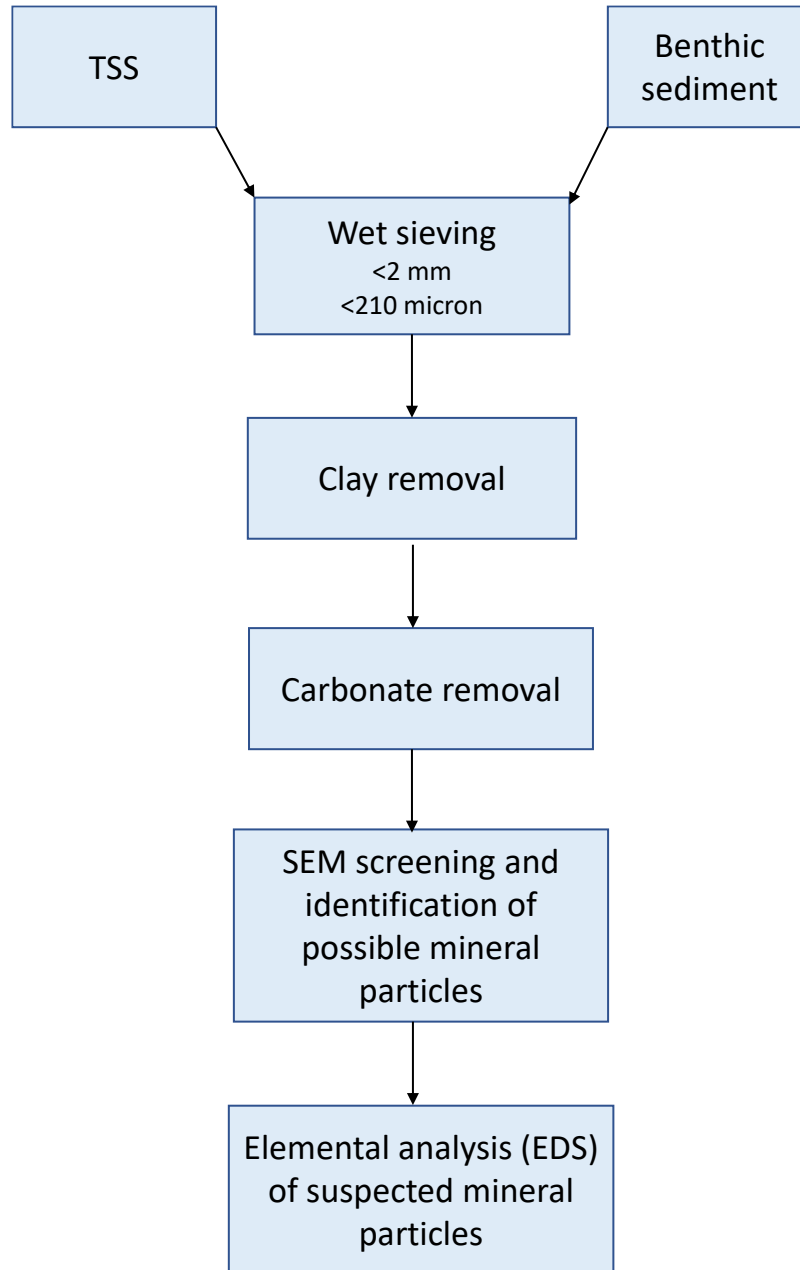 TSS
Benthic
sediment
Wet sieving
<2 mm
<210 micron
Clay removal
Carbonate removal
SEM screening and
identification of
possible mineral
particles
Elemental analysis (EDS)
of suspected mineral
particles